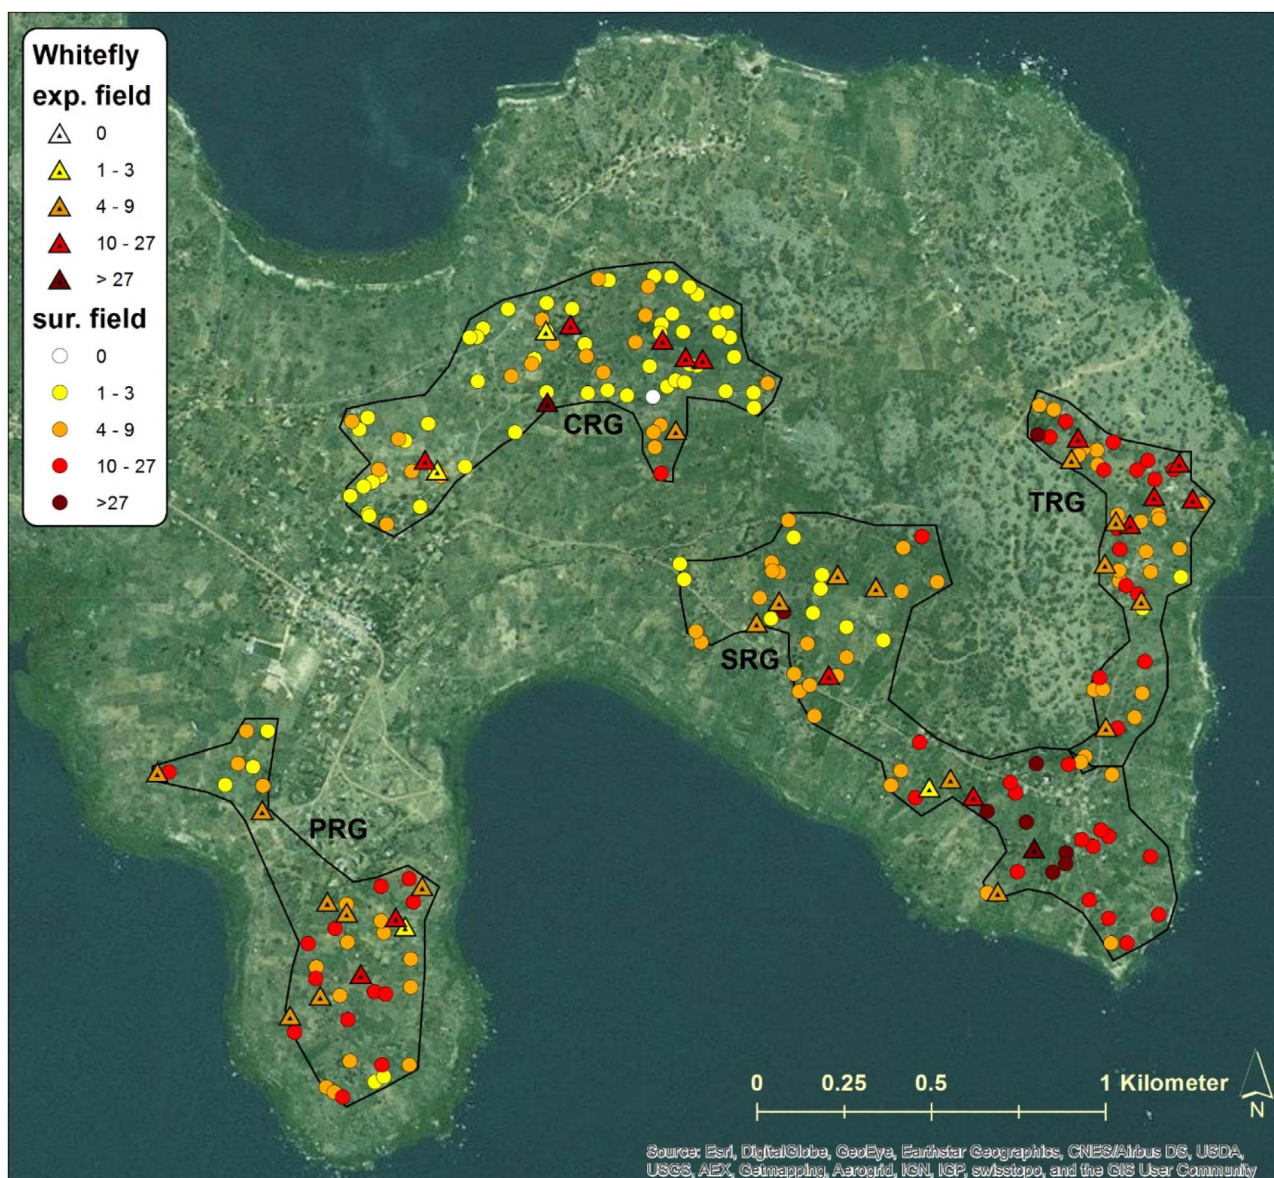 Whitefly
exp. field
0
1 - 3
4 - 9
10 - 27
> 27
sur. field
0
1 - 3
4 - 9
10 - 27
>27
CRG
TRG
SRG
PRG
0 0.25 0.5 1 Kilometer
N
Source: Esri, DigitalGlobe, GeoEye, Earthstar Geographics, CNES/Airbus DS, USDA,
USGS, AEX, Getmapping, Aerogrid, IGN, IGP, swisstopo, and the GIS User Community